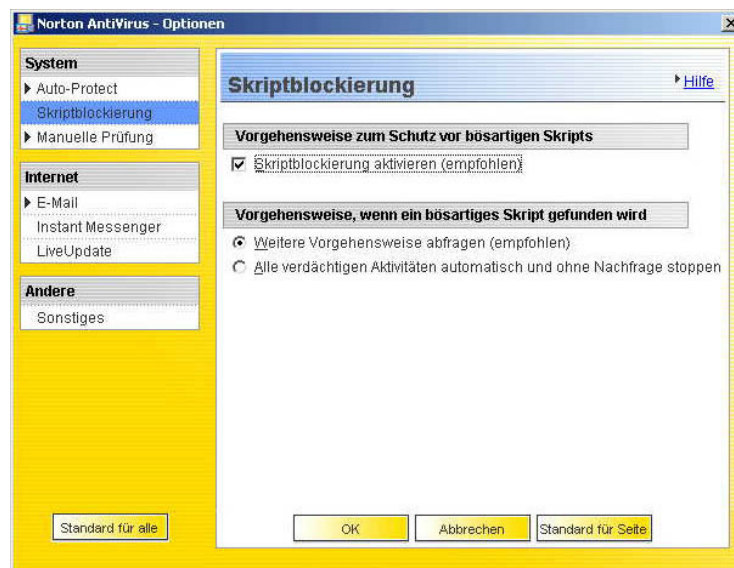 Norton AntiVirus - Optionen
System
Auto-Protect
Skriptblockierung
Manuelle Prüfung
Internet
E-Mail
Instant Messenger
LiveUpdate
Andere
Sonstiges
Standard für alle
Skriptblockierung
Hilfe
Vorgehensweise zum Schutz vor bösartigen Skripts
Skriptblockierung aktivieren (empfohlen)
Vorgehensweise, wenn ein bösartiges Skript gefunden wird
Weitere Vorgehensweise abfragen (empfohlen)
Alle verdächtigen Aktivitäten automatisch und ohne Nachfrage stoppen
OK
Abbrechen
Standard für Seite